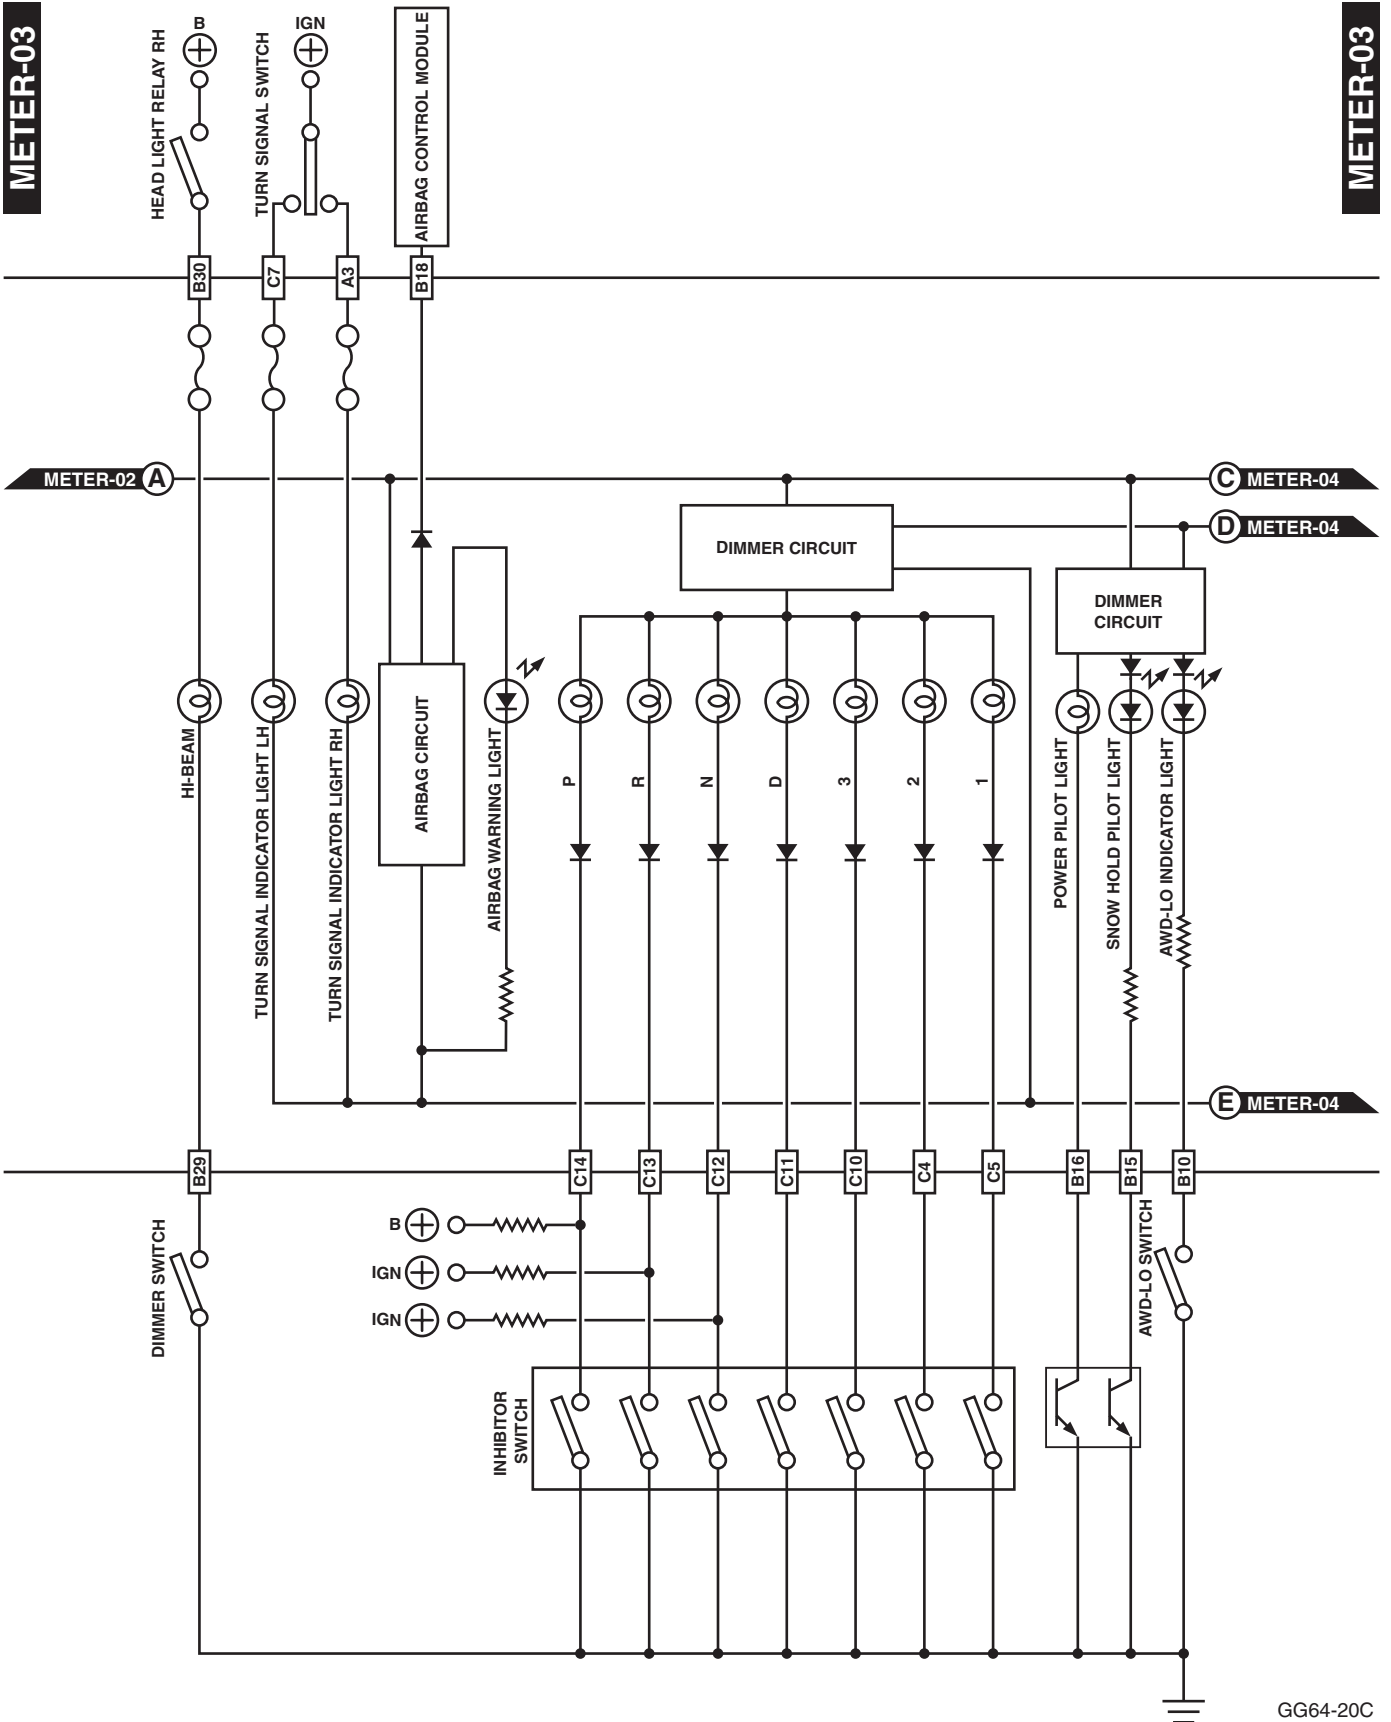 METER-03
METER-03
B
IGN
HEAD LIGHT RELAY RH
TURN SIGNAL SWITCH
AIRBAG CONTROL MODULE
B30
C7
A3
B18
METER-02
A
C
METER-04
D
METER-04
DIMMER CIRCUIT
DIMMER
CIRCUIT
HI-BEAM
TURN SIGNAL INDICATOR LIGHT LH
TURN SIGNAL INDICATOR LIGHT RH
AIRBAG CIRCUIT
AIRBAG WARNING LIGHT
P
R
N
D
3
2
1
POWER PILOT LIGHT
SNOW HOLD PILOT LIGHT
AWD-LO INDICATOR LIGHT
E
METER-04
B29
C14
C13
C12
C11
C10
C4
C5
B16
B15
B10
DIMMER SWITCH
B
IGN
IGN
AWD-LO SWITCH
INHIBITOR
SWITCH
GG64-20C